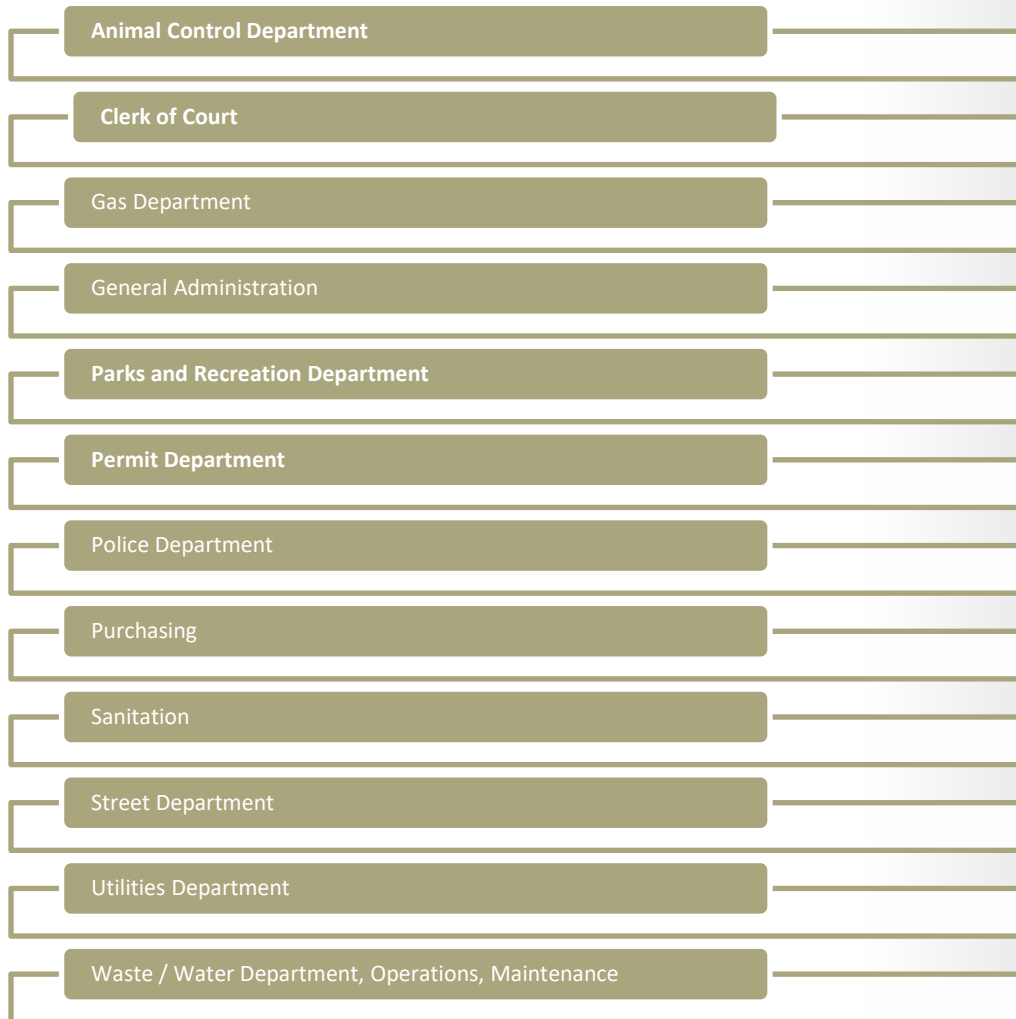 Animal Control Department
Clerk of Court
Gas Department
General Administration
Parks and Recreation Department
Permit Department
Police Department
Purchasing
Sanitation
Street Department
Utilities Department
Waste / Water Department, Operations, Maintenance